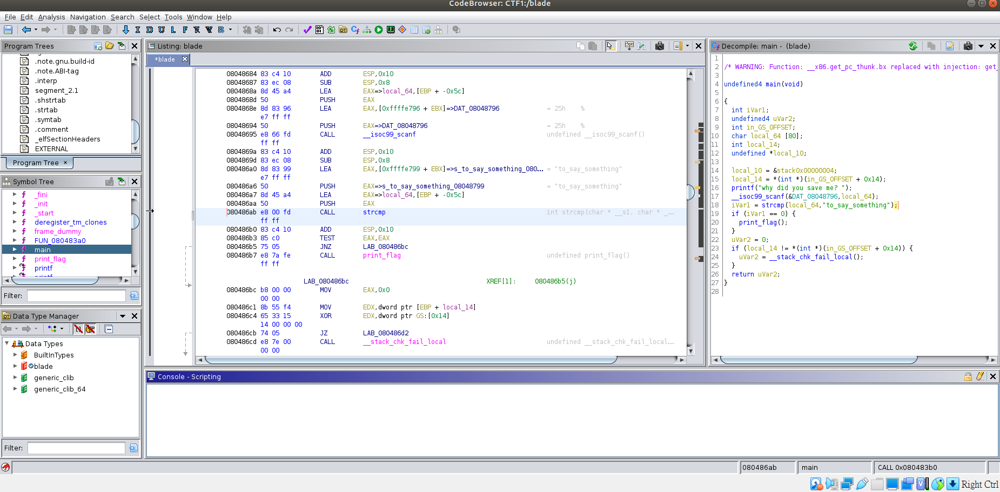 CodeBrowser: CTF1:/blade
File Edit Analysis Navigation Search Select Tools Window Help
I D U L F B
Program Trees
.note.gnu.build-id
.note.ABI-tag
.interp
segment_2.1
.shstrtab
.strtab
.symtab
.comment
_elfSectionHeaders
EXTERNAL
Program Tree ×
Symbol Tree
_fini
_init
_start
deregister_tm_clones
frame_dummy
FUN_080483a0
main
print_flag
printf
printf
Filter:
Data Type Manager
Data Types
BuiltInTypes
blade
generic_clib
generic_clib_64
Filter:
Listing: blade
*blade
08048684 83 c4 10 ADD ESP,0x10
08048687 83 ec 08 SUB ESP,0x8
0804868a 8d 45 a4 LEA EAX=>local_64,[EBP + -0x5c]
0804868d 50 PUSH EAX
0804868e 8d 83 96 LEA EAX,[0xffffe796 + EBX]=>DAT_08048796 = 25h %
e7 ff ff
08048694 50 PUSH EAX=>DAT_08048796 = 25h %
08048695 e8 66 fd CALL __isoc99_scanf undefined __isoc99_scanf()
ff ff
0804869a 83 c4 10 ADD ESP,0x10
0804869d 83 ec 08 SUB ESP,0x8
080486a0 8d 83 99 LEA EAX,[0xffffe799 + EBX]=>s_to_say_something_080... = "to_say_something"
e7 ff ff
080486a6 50 PUSH EAX=>s_to_say_something_08048799 = "to_say_something"
080486a7 8d 45 a4 LEA EAX=>local_64,[EBP + -0x5c]
080486aa 50 PUSH EAX
080486ab e8 00 fd CALL strcmp int strcmp(char * __s1, char * _...
ff ff
080486b0 83 c4 10 ADD ESP,0x10
080486b3 85 c0 TEST EAX,EAX
080486b5 75 05 JNZ LAB_080486bc
080486b7 e8 7a fe CALL print_flag undefined print_flag()
ff ff
LAB_080486bc XREF[1]: 080486b5(j)
080486bc b8 00 00 MOV EAX,0x0
00 00
080486c1 8b 55 f4 MOV EDX,dword ptr [EBP + local_14]
080486c4 65 33 15 XOR EDX,dword ptr GS:[0x14]
14 00 00 00
080486cb 74 05 JZ LAB_080486d2
080486cd e8 7e 00 CALL __stack_chk_fail_local undefined __stack_chk_fail_local...
00 00
Decompile: main - (blade)
1
2 /* WARNING: Function: __x86.get_pc_thunk.bx replaced with injection: get_
3
4 undefined4 main(void)
5
6 {
7 int iVar1;
8 undefined4 uVar2;
9 int in_GS_OFFSET;
10 char local_64 [80];
11 int local_14;
12 undefined *local_10;
13
14 local_10 = &stack0x00000004;
15 local_14 = *(int *)(in_GS_OFFSET + 0x14);
16 printf("why did you save me? ");
17 __isoc99_scanf(&DAT_08048796,local_64);
18 iVar1 = strcmp(local_64,"to_say_something");
19 if (iVar1 == 0) {
20 print_flag();
21 }
22 uVar2 = 0;
23 if (local_14 != *(int *)(in_GS_OFFSET + 0x14)) {
24 uVar2 = __stack_chk_fail_local();
25 }
26 return uVar2;
27 }
28
Console - Scripting
080486ab main CALL 0x080483b0
Right Ctrl